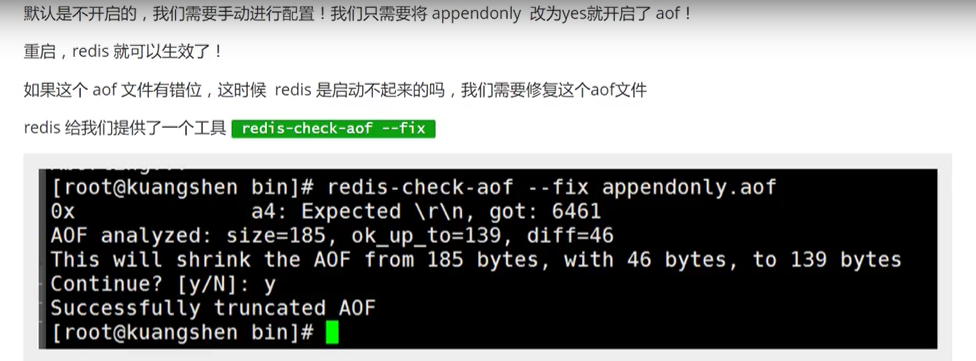 默认是不开启的，我们需要手动进行配置！我们只需要将 appendonly 改为yes就开启了 aof！
重启，redis 就可以生效了！
如果这个 aof 文件有错位，这时候 redis 是启动不起来的吗，我们需要修复这个aof文件
redis 给我们提供了一个工具 redis-check-aof --fix
[root@kuangshen bin]# redis-check-aof --fix appendonly.aof
0x a4: Expected \r\n, got: 6461
AOF analyzed: size=185, ok_up_to=139, diff=46
This will shrink the AOF from 185 bytes, with 46 bytes, to 139 bytes
Continue? [y/N]: y
Successfully truncated AOF
[root@kuangshen bin]#